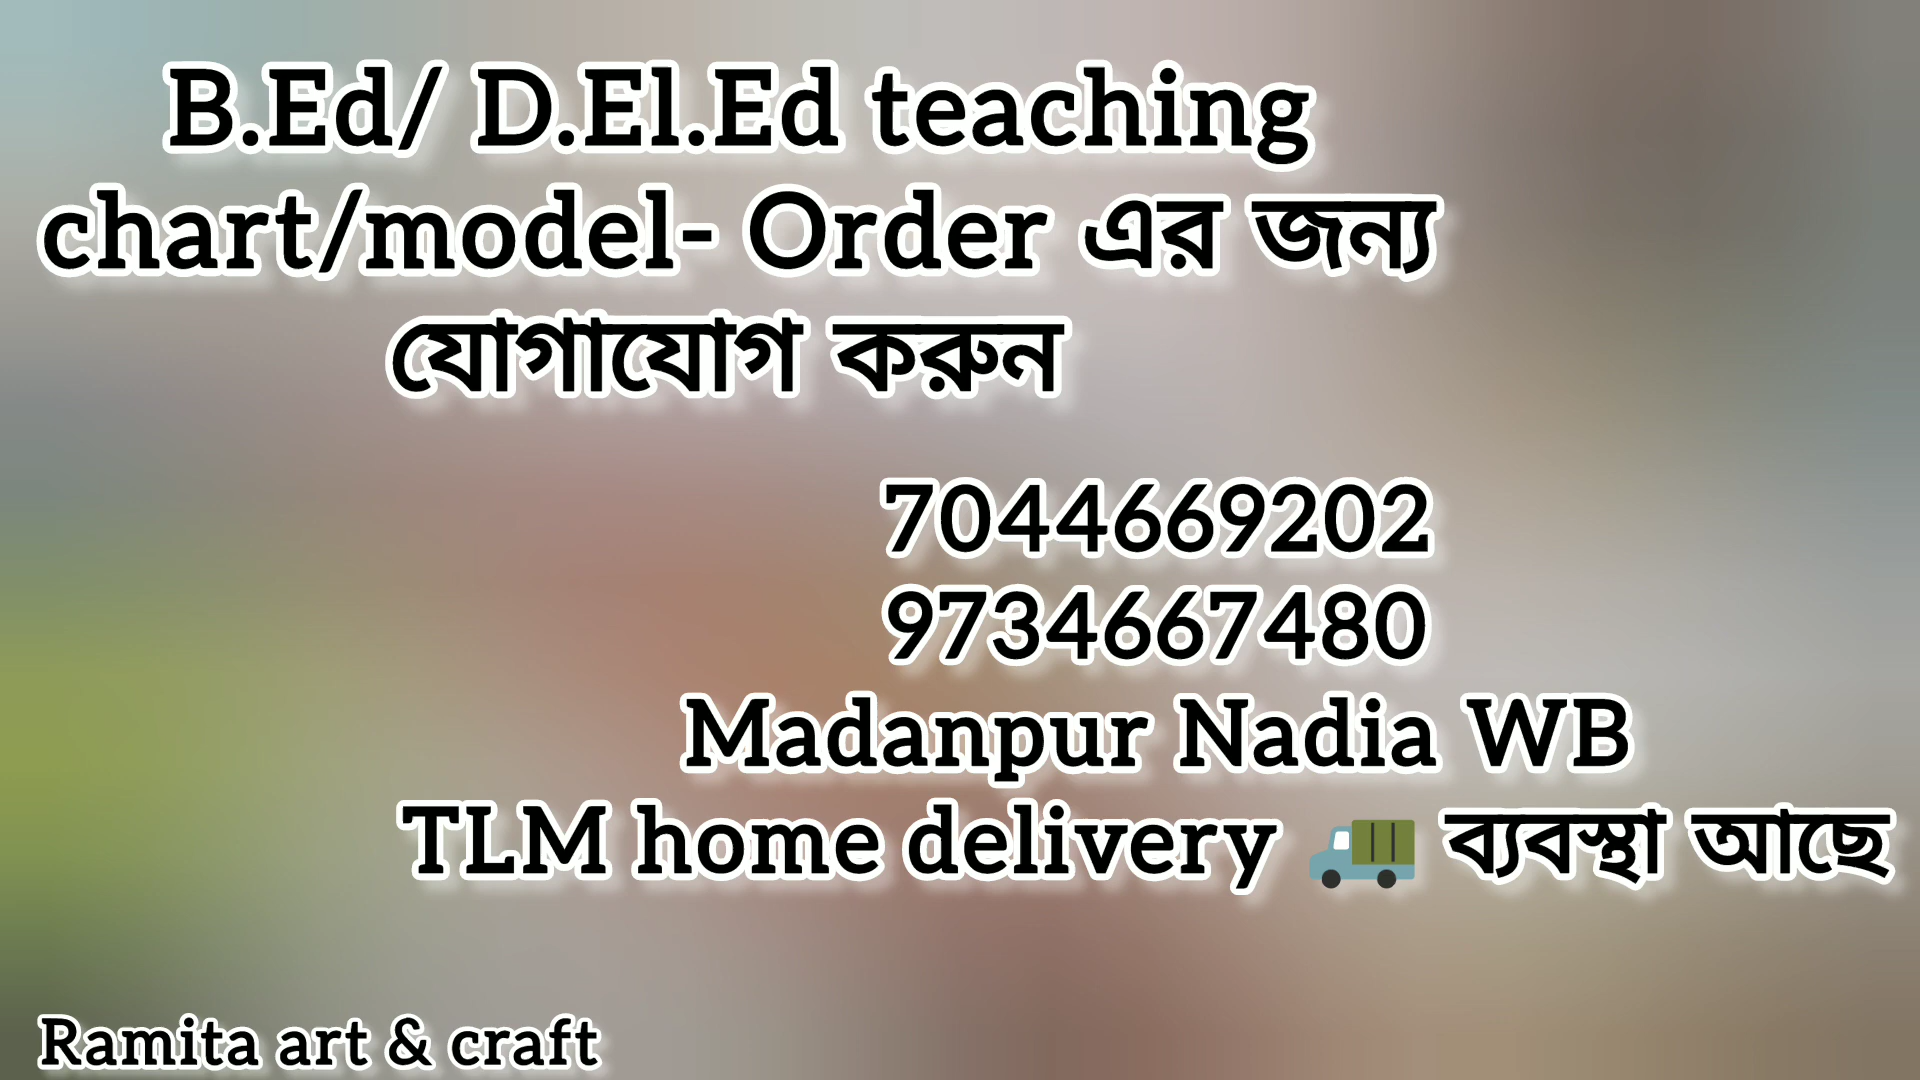 B.Ed/ D.El.Ed teaching
chart/model- Order এর জন্য
যোগাযোগ করুন
7044669202
9734667480
Madanpur Nadia WB
TLM home delivery 🚚 ব্যবস্থা আছে
Ramita art & craft